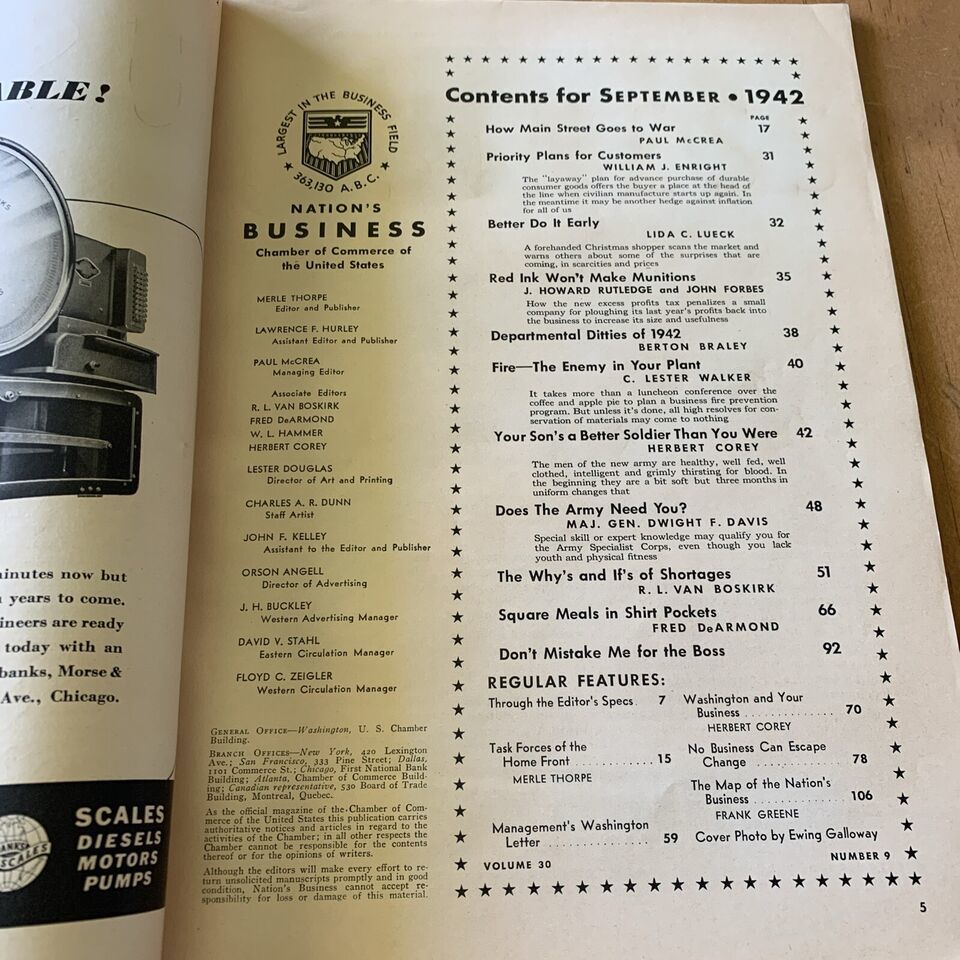 ABLE!
minutes now but
years to come.
ineers are ready
today with an
banks, Morse &
Ave., Chicago.
SCALES
DIESELS
MOTORS
PUMPS
SCALES
LARGEST IN THE BUSINESS FIELD
363,130 A.B.C.
NATION'S
BUSINESS
Chamber of Commerce of
the United States
MERLE THORPE
Editor and Publisher
LAWRENCE F. HURLEY
Assistant Editor and Publisher
PAUL McCREA
Managing Editor
Associate Editors
R. L. VAN BOSKIRK
FRED DeARMOND
W. L. HAMMER
HERBERT COREY
LESTER DOUGLAS
Director of Art and Printing
CHARLES A. R. DUNN
Staff Artist
JOHN F. KELLEY
Assistant to the Editor and Publisher
ORSON ANGELL
Director of Advertising
J. H. BUCKLEY
Western Advertising Manager
DAVID V. STAHL
Eastern Circulation Manager
FLOYD C. ZEIGLER
Western Circulation Manager
GENERAL OFFICE—Washington, U. S. Chamber
Building.
BRANCH OFFICES—New York, 420 Lexington
Ave.; San Francisco, 333 Pine Street; Dallas,
1101 Commerce St.; Chicago, First National Bank
Building; Atlanta, Chamber of Commerce Build-
ing; Canadian representative, 530 Board of Trade
Building, Montreal, Quebec.
As the official magazine of the Chamber of Com-
merce of the United States this publication carries
authoritative notices and articles in regard to the
activities of the Chamber; in all other respects the
Chamber cannot be responsible for the contents
thereof or for the opinions of writers.
Although the editors will make every effort to re-
turn unsolicited manuscripts promptly and in good
condition, Nation's Business cannot accept re-
sponsibility for loss or damage of this material.
Contents for SEPTEMBER • 1942
PAGE
How Main Street Goes to War 17
PAUL McCREA
Priority Plans for Customers 31
WILLIAM J. ENRIGHT
The "layaway" plan for advance purchase of durable
consumer goods offers the buyer a place at the head of
the line when civilian manufacture starts up again. In
the meantime it may be another hedge against inflation
for all of us
Better Do It Early 32
LIDA C. LUECK
A forehanded Christmas shopper scans the market and
warns others about some of the surprises that are
coming, in scarcities and prices
Red Ink Won't Make Munitions 35
J. HOWARD RUTLEDGE and JOHN FORBES
How the new excess profits tax penalizes a small
company for ploughing its last year's profits back into
the business to increase its size and usefulness
Departmental Ditties of 1942 38
BERTON BRALEY
Fire—The Enemy in Your Plant 40
C. LESTER WALKER
It takes more than a luncheon conference over the
coffee and apple pie to plan a business fire prevention
program. But unless it's done, all high resolves for con-
servation of materials may come to nothing
Your Son's a Better Soldier Than You Were 42
HERBERT COREY
The men of the new army are healthy, well fed, well
clothed, intelligent and grimly thirsting for blood. In
the beginning they are a bit soft but three months in
uniform changes that
Does The Army Need You? 48
MAJ. GEN. DWIGHT F. DAVIS
Special skill or expert knowledge may qualify you for
the Army Specialist Corps, even though you lack
youth and physical fitness
The Why's and If's of Shortages 51
R. L. VAN BOSKIRK
Square Meals in Shirt Pockets 66
FRED DeARMOND
Don't Mistake Me for the Boss 92
REGULAR FEATURES:
Through the Editor's Specs. 7
Task Forces of the
Home Front ............ 15
MERLE THORPE
Management's Washington
Letter ............... 59
Washington and Your
Business .............. 70
HERBERT COREY
No Business Can Escape
Change ............... 78
The Map of the Nation's
Business .............. 106
FRANK GREENE
Cover Photo by Ewing Galloway
VOLUME 30
NUMBER 9
5